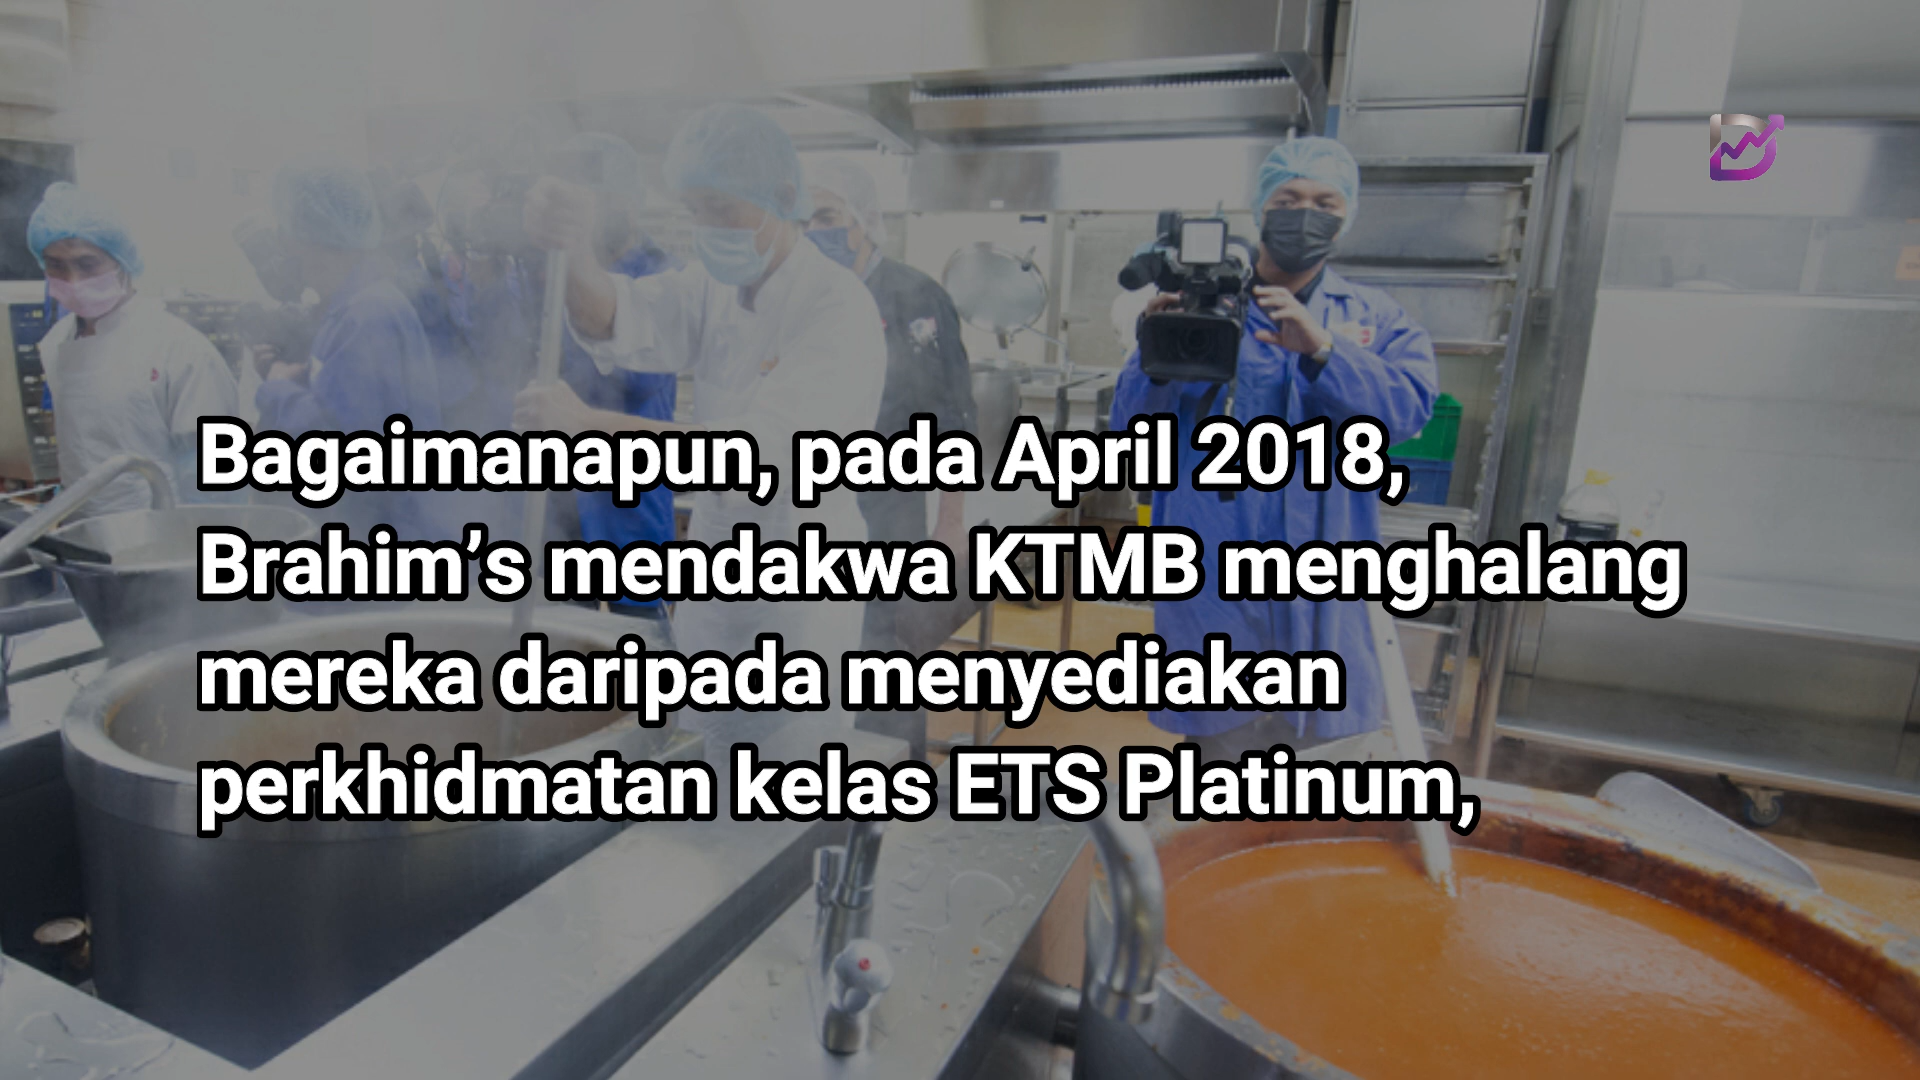 Bagaimanapun, pada April 2018,
Brahim’s mendakwa KTMB menghalang
mereka daripada menyediakan
perkhidmatan kelas ETS Platinum,